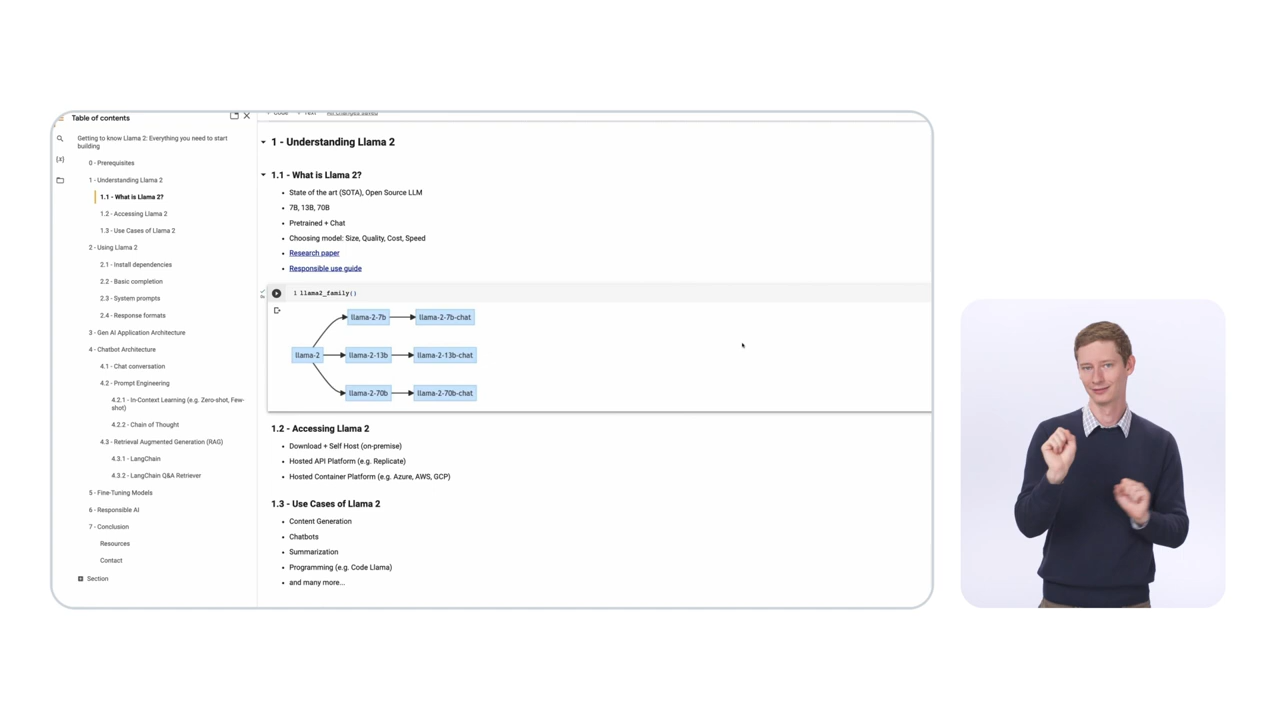 Table of contents
Getting to know Llama 2: Everything you need to start
building
0 - Prerequisites
1 - Understanding Llama 2
1.1 - What is Llama 2?
1.2 - Accessing Llama 2
1.3 - Use Cases of Llama 2
2 - Using Llama 2
2.1 - Install dependencies
2.2 - Basic completion
2.3 - System prompts
2.4 - Response formats
3 - Gen AI Application Architecture
4 - Chatbot Architecture
4.1 - Chat conversation
4.2 - Prompt Engineering
4.2.1 - In-Context Learning (e.g. Zero-shot, Few-
shot)
4.2.2 - Chain of Thought
4.3 - Retrieval Augmented Generation (RAG)
4.3.1 - LangChain
4.3.2 - LangChain Q&A Retriever
5 - Fine-Tuning Models
6 - Responsible AI
7 - Conclusion
Resources
Contact
Section
{x}
+ Code + Text All changes saved
1 - Understanding Llama 2
1.1 - What is Llama 2?
• State of the art (SOTA), Open Source LLM
• 7B, 13B, 70B
• Pretrained + Chat
• Choosing model: Size, Quality, Cost, Speed
• Research paper
• Responsible use guide
1 llama2_family()
llama-2-7b llama-2-7b-chat
llama-2 llama-2-13b llama-2-13b-chat
llama-2-70b llama-2-70b-chat
1.2 - Accessing Llama 2
• Download + Self Host (on-premise)
• Hosted API Platform (e.g. Replicate)
• Hosted Container Platform (e.g. Azure, AWS, GCP)
1.3 - Use Cases of Llama 2
• Content Generation
• Chatbots
• Summarization
• Programming (e.g. Code Llama)
• and many more...